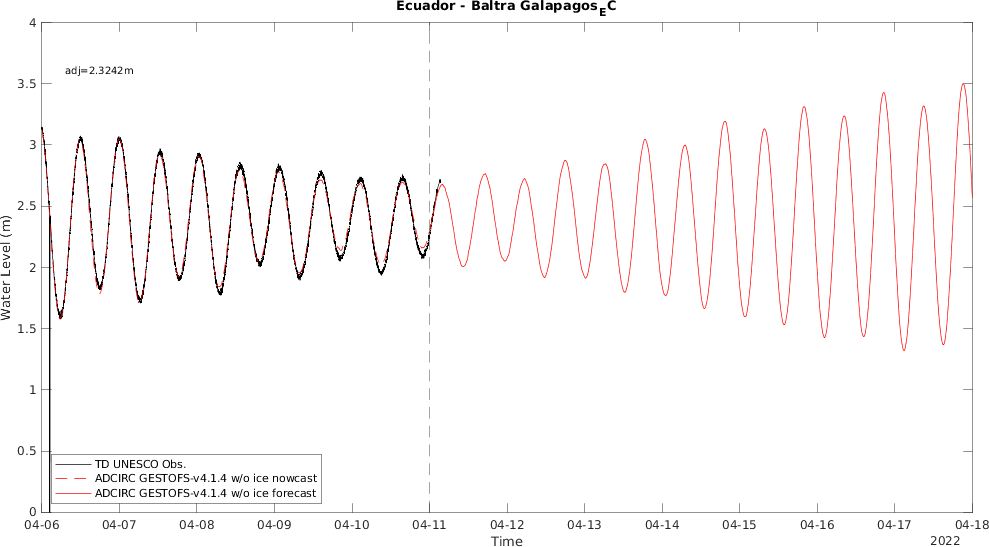 Ecuador - Baltra Galapagos_EC
adj=2.3242m
4
3.5
3
2.5
2
1.5
1
0.5
0
Water Level (m)
TD UNESCO Obs.
ADCIRC GESTOFS-v4.1.4 w/o ice nowcast
ADCIRC GESTOFS-v4.1.4 w/o ice forecast
04-06 04-07 04-08 04-09 04-10 04-11 04-12 04-13 04-14 04-15 04-16 04-17 04-18
Time
2022